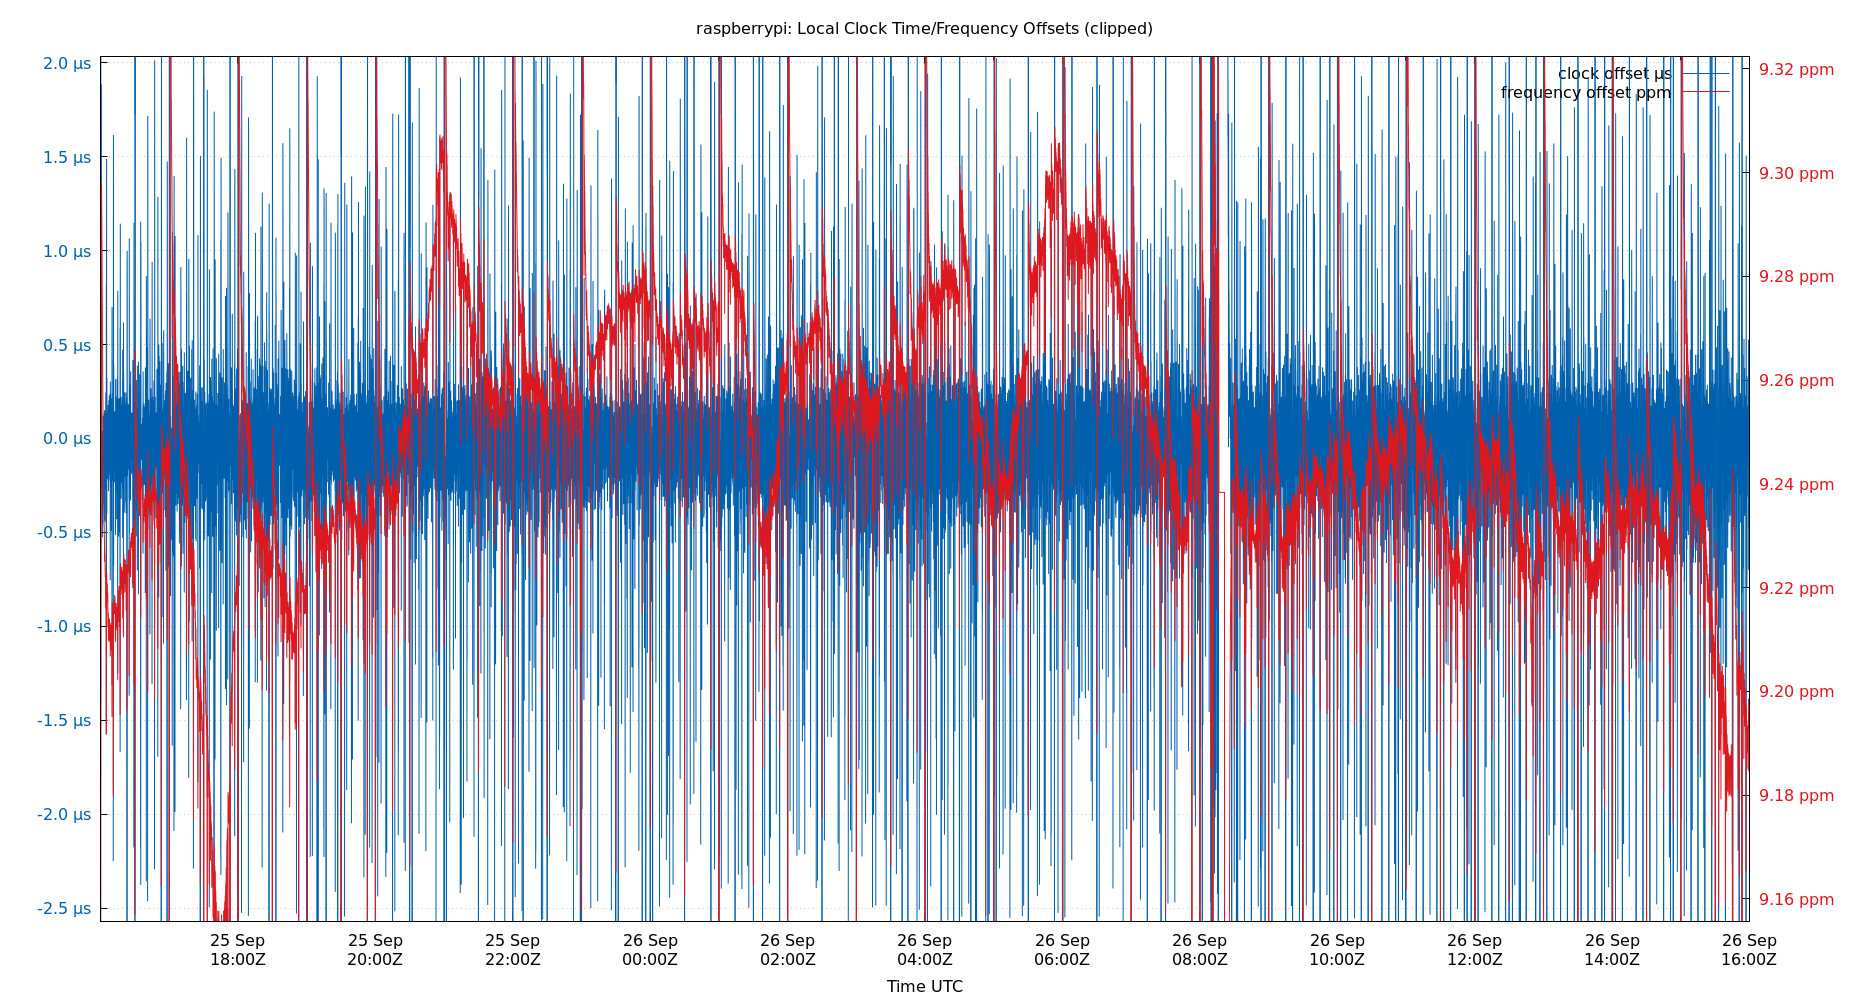 raspberrypi: Local Clock Time/Frequency Offsets (clipped)
clock offset µs
frequency offset ppm
2.0 µs
1.5 µs
1.0 µs
0.5 µs
0.0 µs
-0.5 µs
-1.0 µs
-1.5 µs
-2.0 µs
-2.5 µs
9.32 ppm
9.30 ppm
9.28 ppm
9.26 ppm
9.24 ppm
9.22 ppm
9.20 ppm
9.18 ppm
9.16 ppm
25 Sep 25 Sep 25 Sep 26 Sep 26 Sep 26 Sep 26 Sep 26 Sep 26 Sep 26 Sep 26 Sep 26 Sep
18:00Z 20:00Z 22:00Z 00:00Z 02:00Z 04:00Z 06:00Z 08:00Z 10:00Z 12:00Z 14:00Z 16:00Z
Time UTC